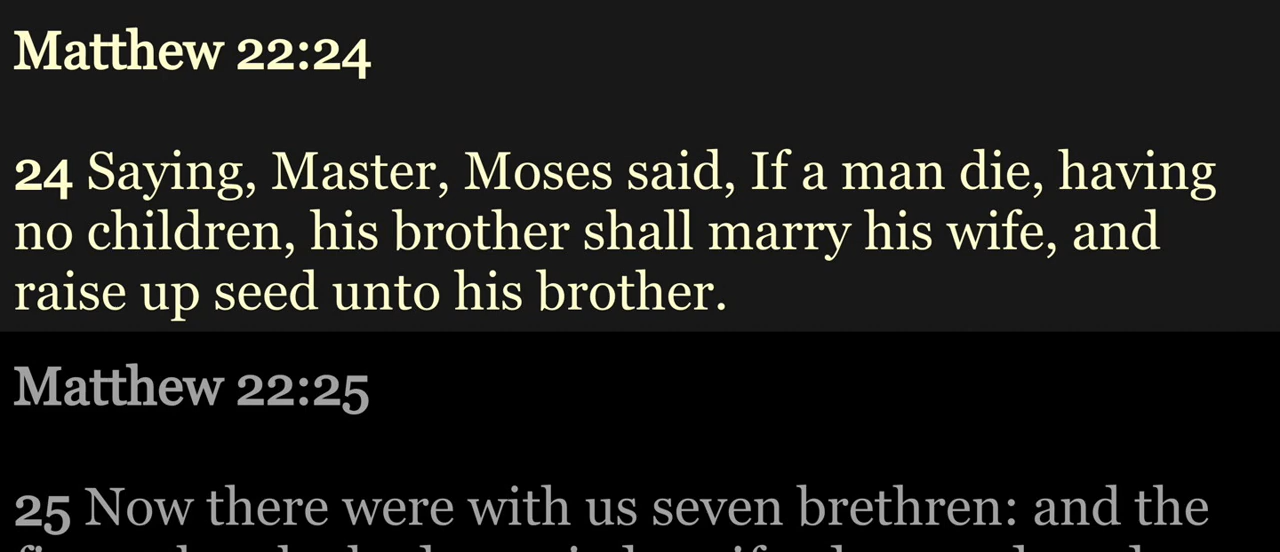 Matthew 22:24
24 Saying, Master, Moses said, If a man die, having
no children, his brother shall marry his wife, and
raise up seed unto his brother.
Matthew 22:25
25 Now there were with us seven brethren: and the